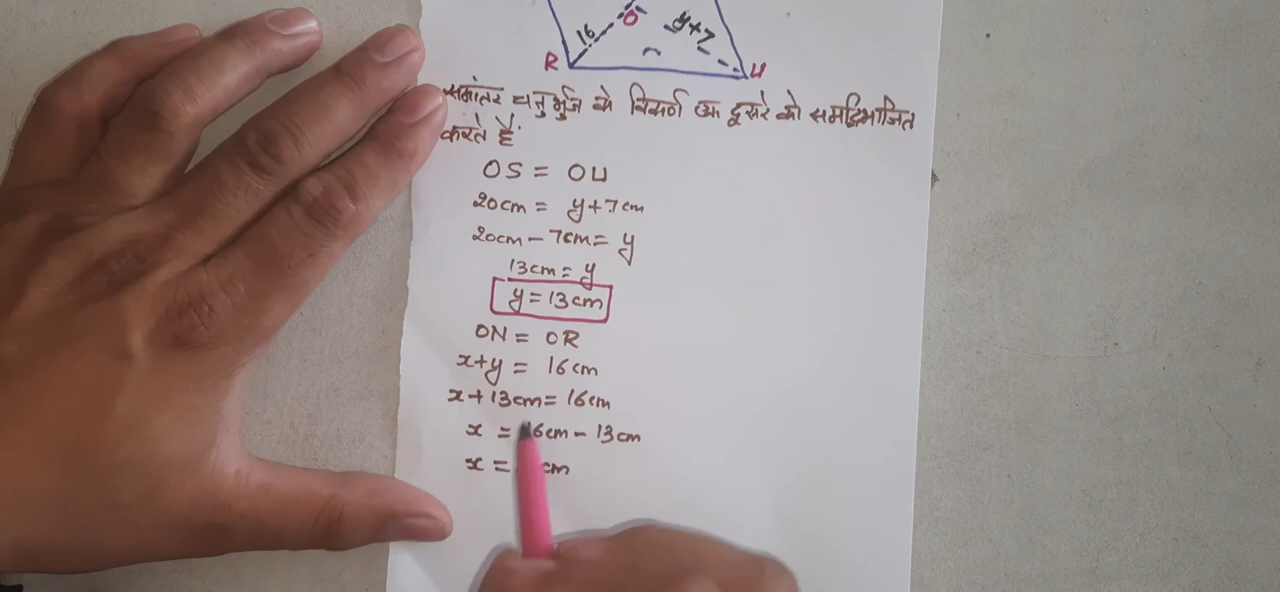 O
16
y+7
R
U
समांतर चतुर्भुज के विकर्ण एक दूसरे को समद्विभाजित
करते हैं
OS = OU
20cm = y+7cm
20cm - 7cm = y
13cm = y
y = 13cm
ON = OR
x+y = 16cm
x+13cm = 16cm
x = 16cm - 13cm
x = cm